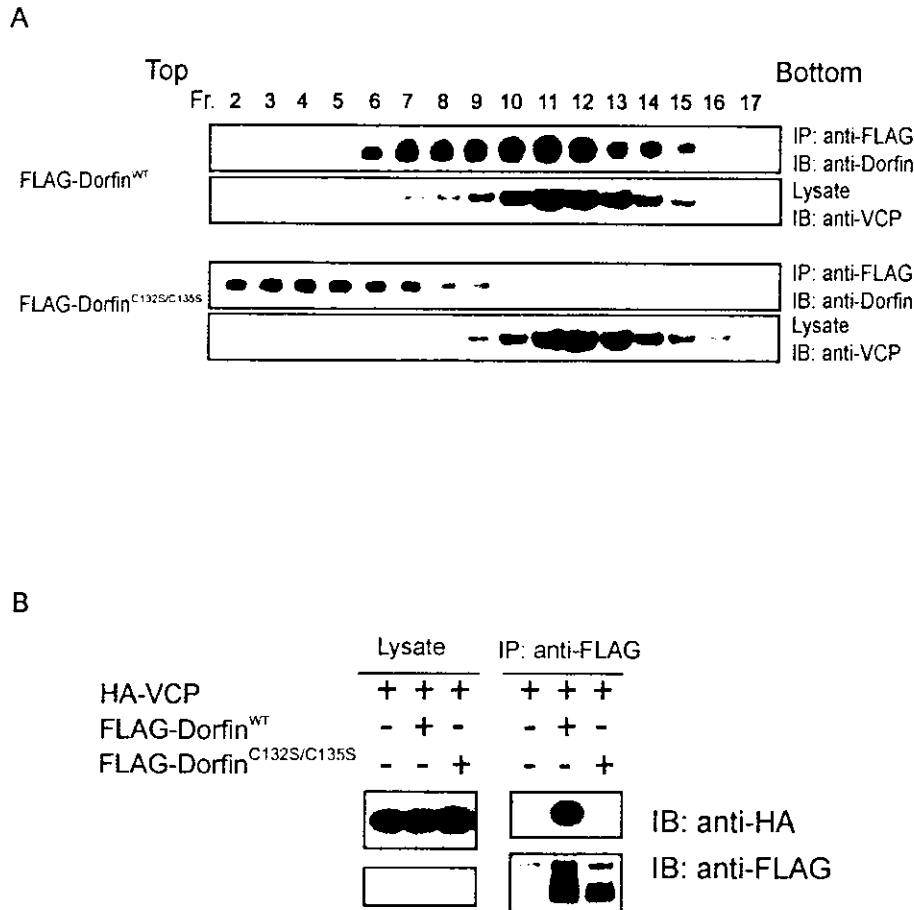 A
Top Bottom
Fr. 2 3 4 5 6 7 8 9 10 11 12 13 14 15 16 17
FLAG-Dorfin^WT
IP: anti-FLAG
IB: anti-Dorfin
Lysate
IB: anti-VCP
FLAG-Dorfin^C132S/C135S
IP: anti-FLAG
IB: anti-Dorfin
Lysate
IB: anti-VCP
B
Lysate IP: anti-FLAG
HA-VCP + + + + + +
FLAG-Dorfin^WT - + - - + -
FLAG-Dorfin^C132S/C135S - - + - - +
IB: anti-HA
IB: anti-FLAG